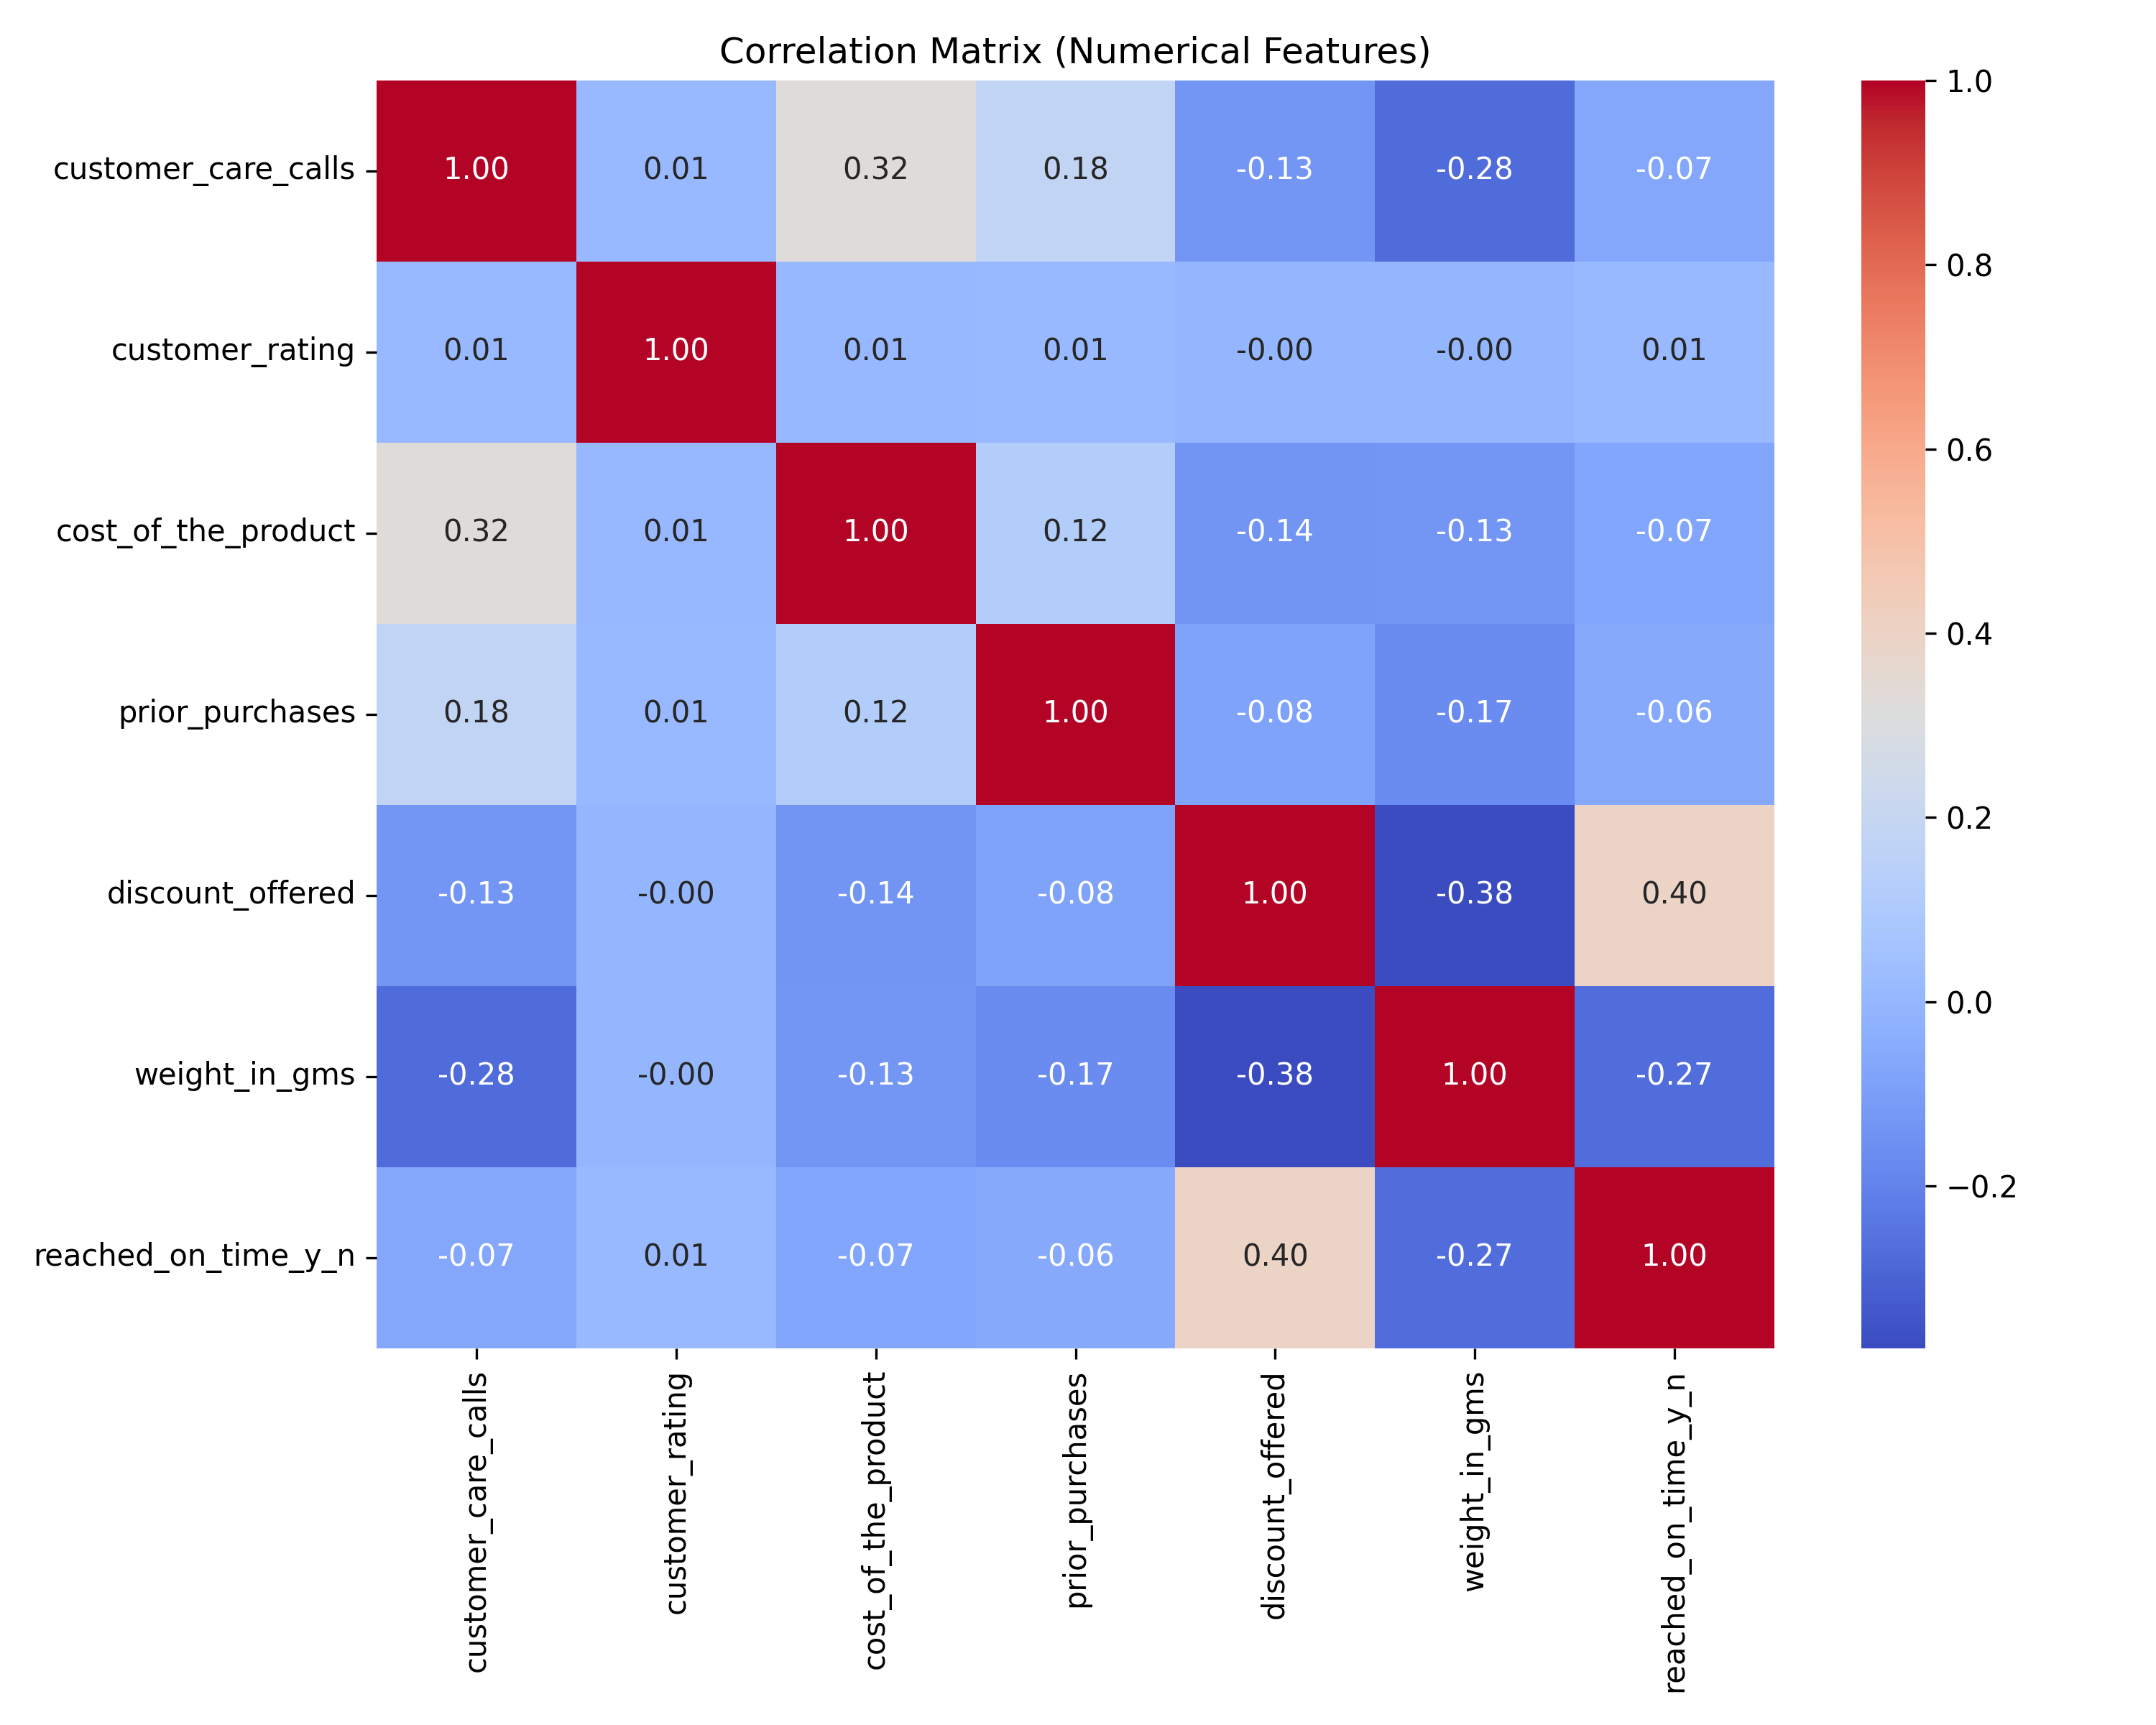 Correlation Matrix (Numerical Features)
customer_care_calls 1.00 0.01 0.32 0.18 -0.13 -0.28 -0.07
customer_rating 0.01 1.00 0.01 0.01 -0.00 -0.00 0.01
cost_of_the_product 0.32 0.01 1.00 0.12 -0.14 -0.13 -0.07
prior_purchases 0.18 0.01 0.12 1.00 -0.08 -0.17 -0.06
discount_offered -0.13 -0.00 -0.14 -0.08 1.00 -0.38 0.40
weight_in_gms -0.28 -0.00 -0.13 -0.17 -0.38 1.00 -0.27
reached_on_time_y_n -0.07 0.01 -0.07 -0.06 0.40 -0.27 1.00
customer_care_calls
customer_rating
cost_of_the_product
prior_purchases
discount_offered
weight_in_gms
reached_on_time_y_n
1.0
0.8
0.6
0.4
0.2
0.0
−0.2